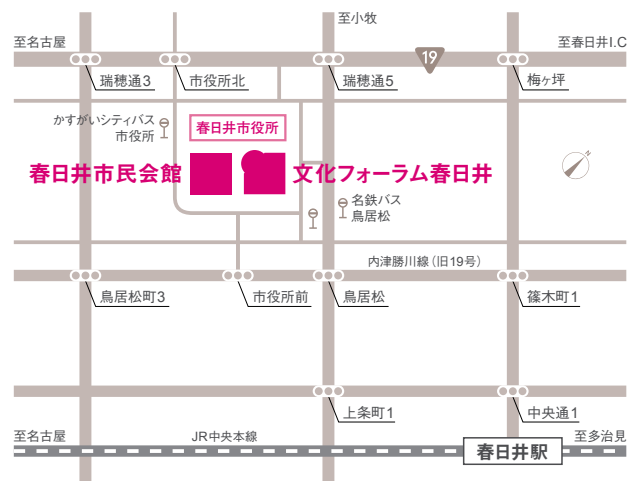 至小牧
至名古屋
19
至春日井I.C
瑞穂通3
市役所北
瑞穂通5
梅ヶ坪
かすがいシティバス
市役所
春日井市役所
春日井市民会館
文化フォーラム春日井
N
名鉄バス
鳥居松
内津勝川線（旧19号）
鳥居松町3
市役所前
鳥居松
篠木町1
上条町1
中央通1
至名古屋
JR中央本線
春日井駅
至多治見